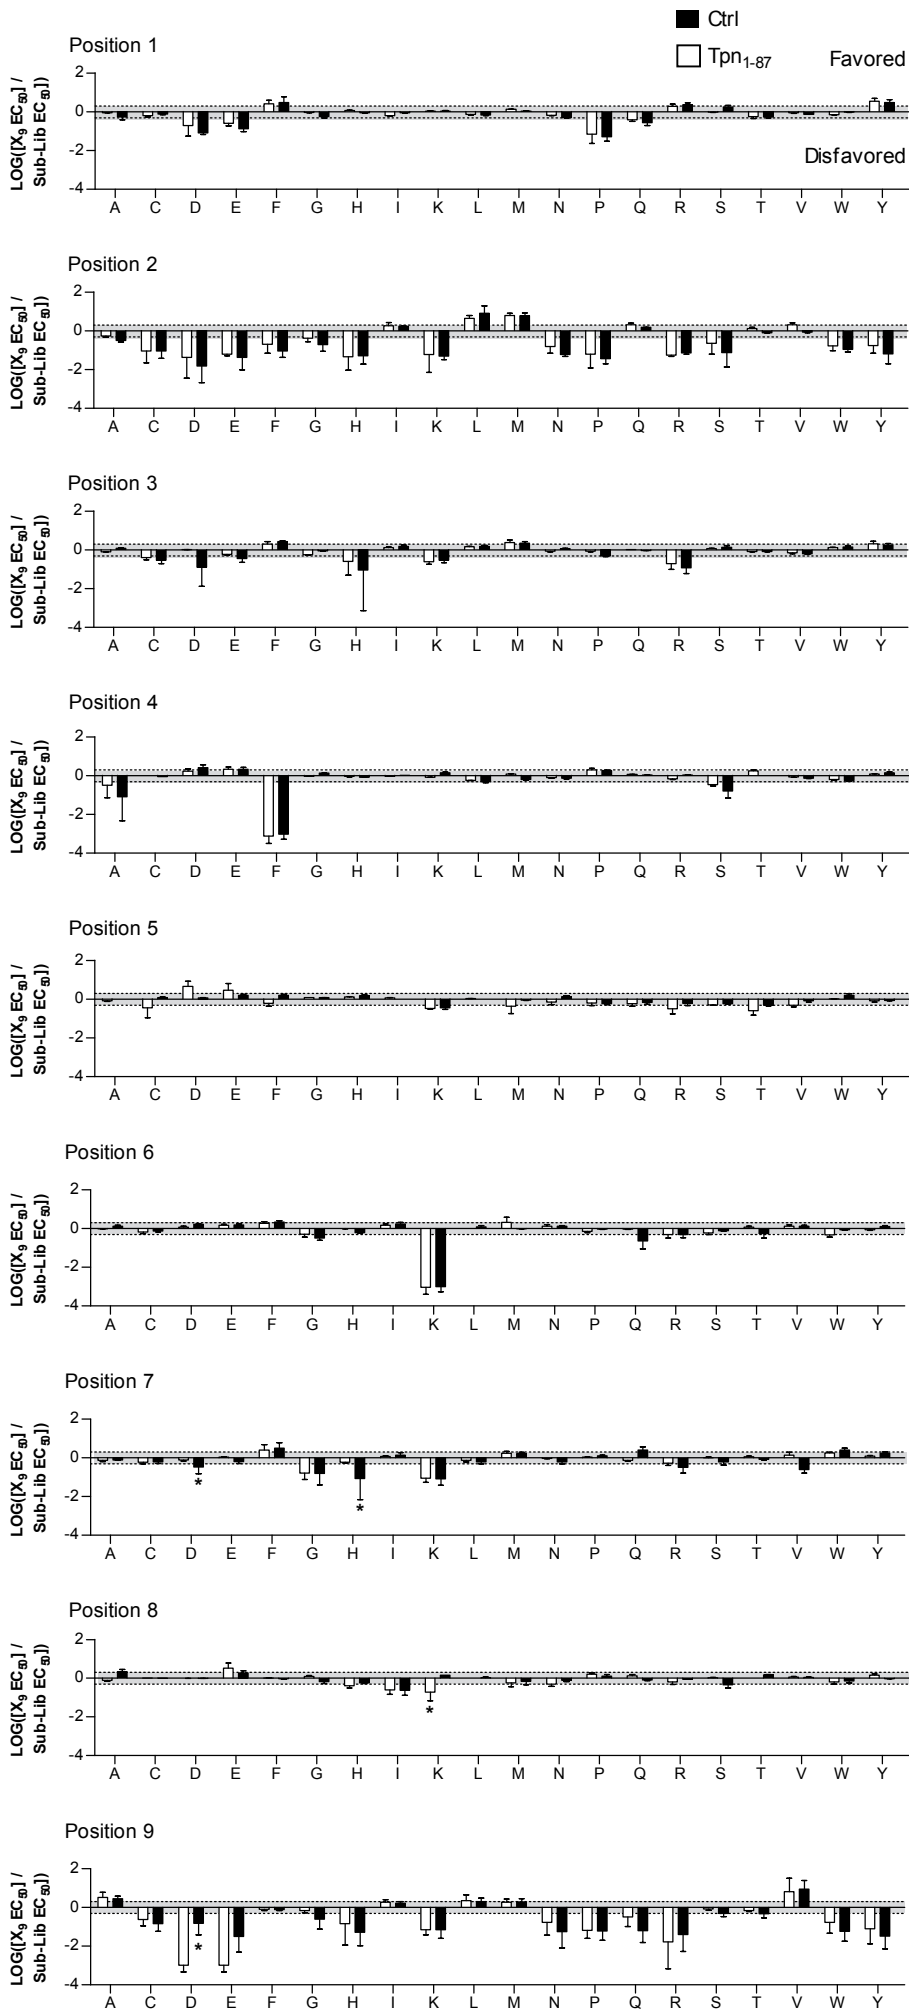 Ctrl
Tpn1-87
Favored
Disfavored
Position 1
LOG([X9 EC50] /
Sub-Lib EC50])
2
0
-2
-4
A C D E F G H I K L M N P Q R S T V W Y
Position 2
LOG([X9 EC50] /
Sub-Lib EC50])
2
0
-2
-4
A C D E F G H I K L M N P Q R S T V W Y
Position 3
LOG([X9 EC50] /
Sub-Lib EC50])
2
0
-2
-4
A C D E F G H I K L M N P Q R S T V W Y
Position 4
LOG([X9 EC50] /
Sub-Lib EC50])
2
0
-2
-4
A C D E F G H I K L M N P Q R S T V W Y
Position 5
LOG([X9 EC50] /
Sub-Lib EC50])
2
0
-2
-4
A C D E F G H I K L M N P Q R S T V W Y
Position 6
LOG([X9 EC50] /
Sub-Lib EC50])
2
0
-2
-4
A C D E F G H I K L M N P Q R S T V W Y
Position 7
LOG([X9 EC50] /
Sub-Lib EC50])
2
0
-2
-4
* *
A C D E F G H I K L M N P Q R S T V W Y
Position 8
LOG([X9 EC50] /
Sub-Lib EC50])
2
0
-2
-4
*
A C D E F G H I K L M N P Q R S T V W Y
Position 9
LOG([X9 EC50] /
Sub-Lib EC50])
2
0
-2
-4
*
A C D E F G H I K L M N P Q R S T V W Y